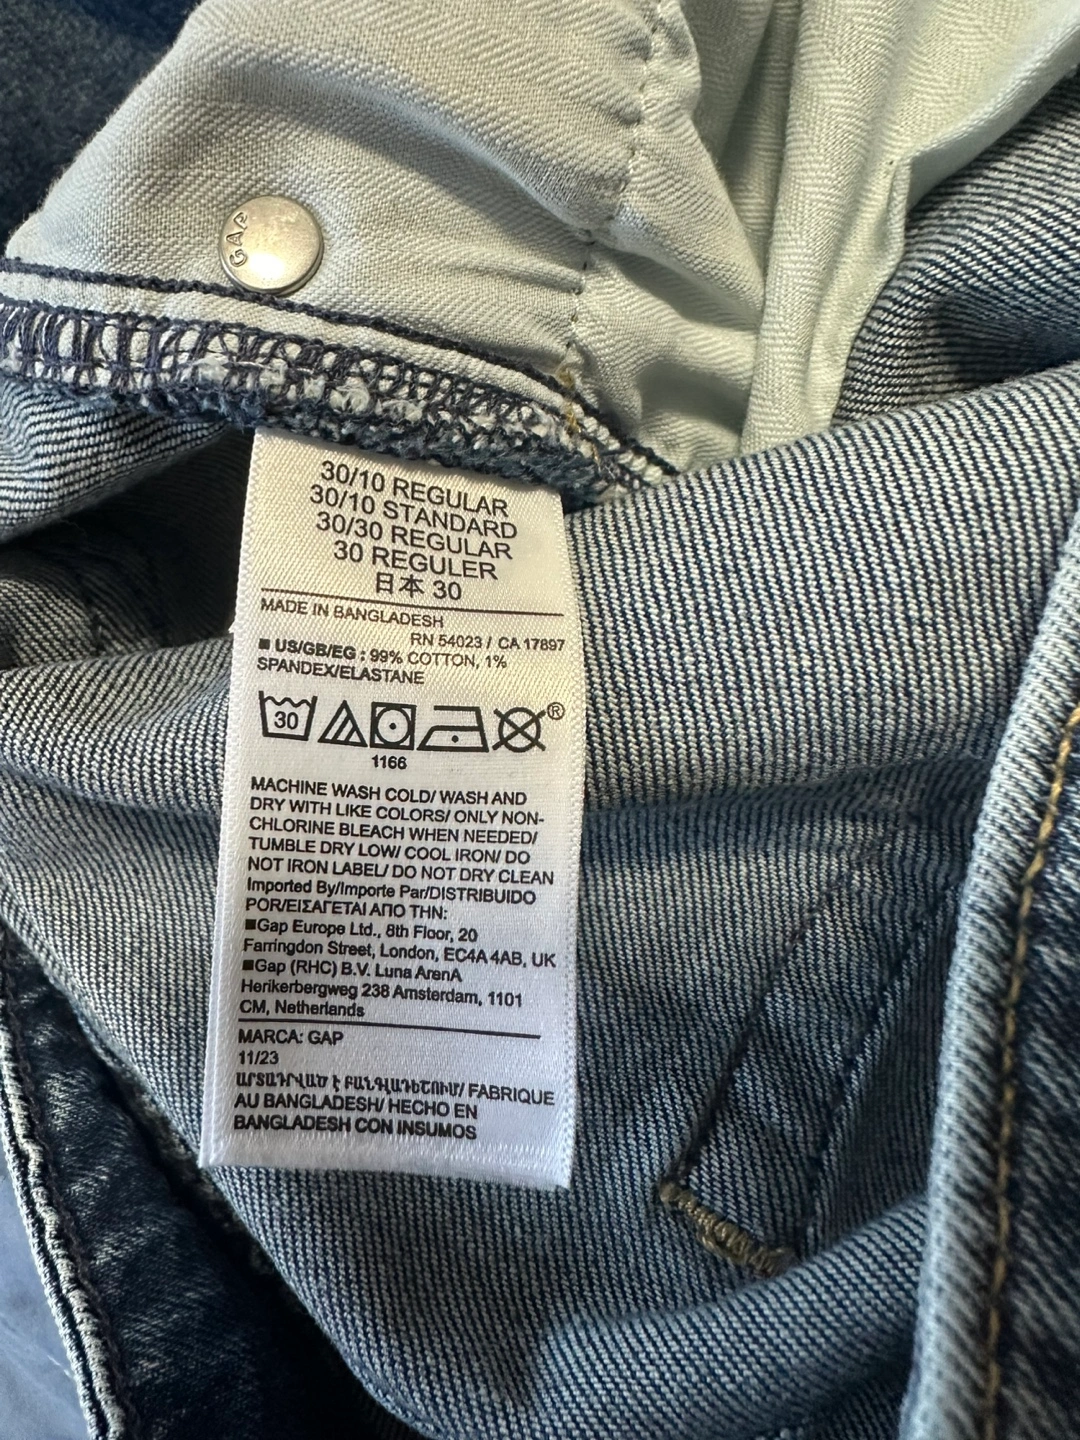 GAP
30/10 REGULAR
30/10 STANDARD
30/30 REGULAR
30 REGULER
日本 30
MADE IN BANGLADESH
RN 54023 / CA 17897
■ US/GB/EG : 99% COTTON, 1%
SPANDEX/ELASTANE
30
®
1166
MACHINE WASH COLD/ WASH AND
DRY WITH LIKE COLORS/ ONLY NON-
CHLORINE BLEACH WHEN NEEDED/
TUMBLE DRY LOW/ COOL IRON/ DO
NOT IRON LABEL/ DO NOT DRY CLEAN
Imported By/Importe Par/DISTRIBUIDO
POR/ΕΙΣΑΓΕΤΑΙ ΑΠΟ ΤΗΝ:
■Gap Europe Ltd., 8th Floor, 20
Farringdon Street, London, EC4A 4AB, UK
■Gap (RHC) B.V. Luna ArenA
Herikerbergweg 238 Amsterdam, 1101
CM, Netherlands
MARCA: GAP
11/23
ԱՐՏԱԴՐՎԱԾ Է ԲԱՆԳԼԱԴԵՇՈՒՄ/ FABRIQUE
AU BANGLADESH/ HECHO EN
BANGLADESH CON INSUMOS